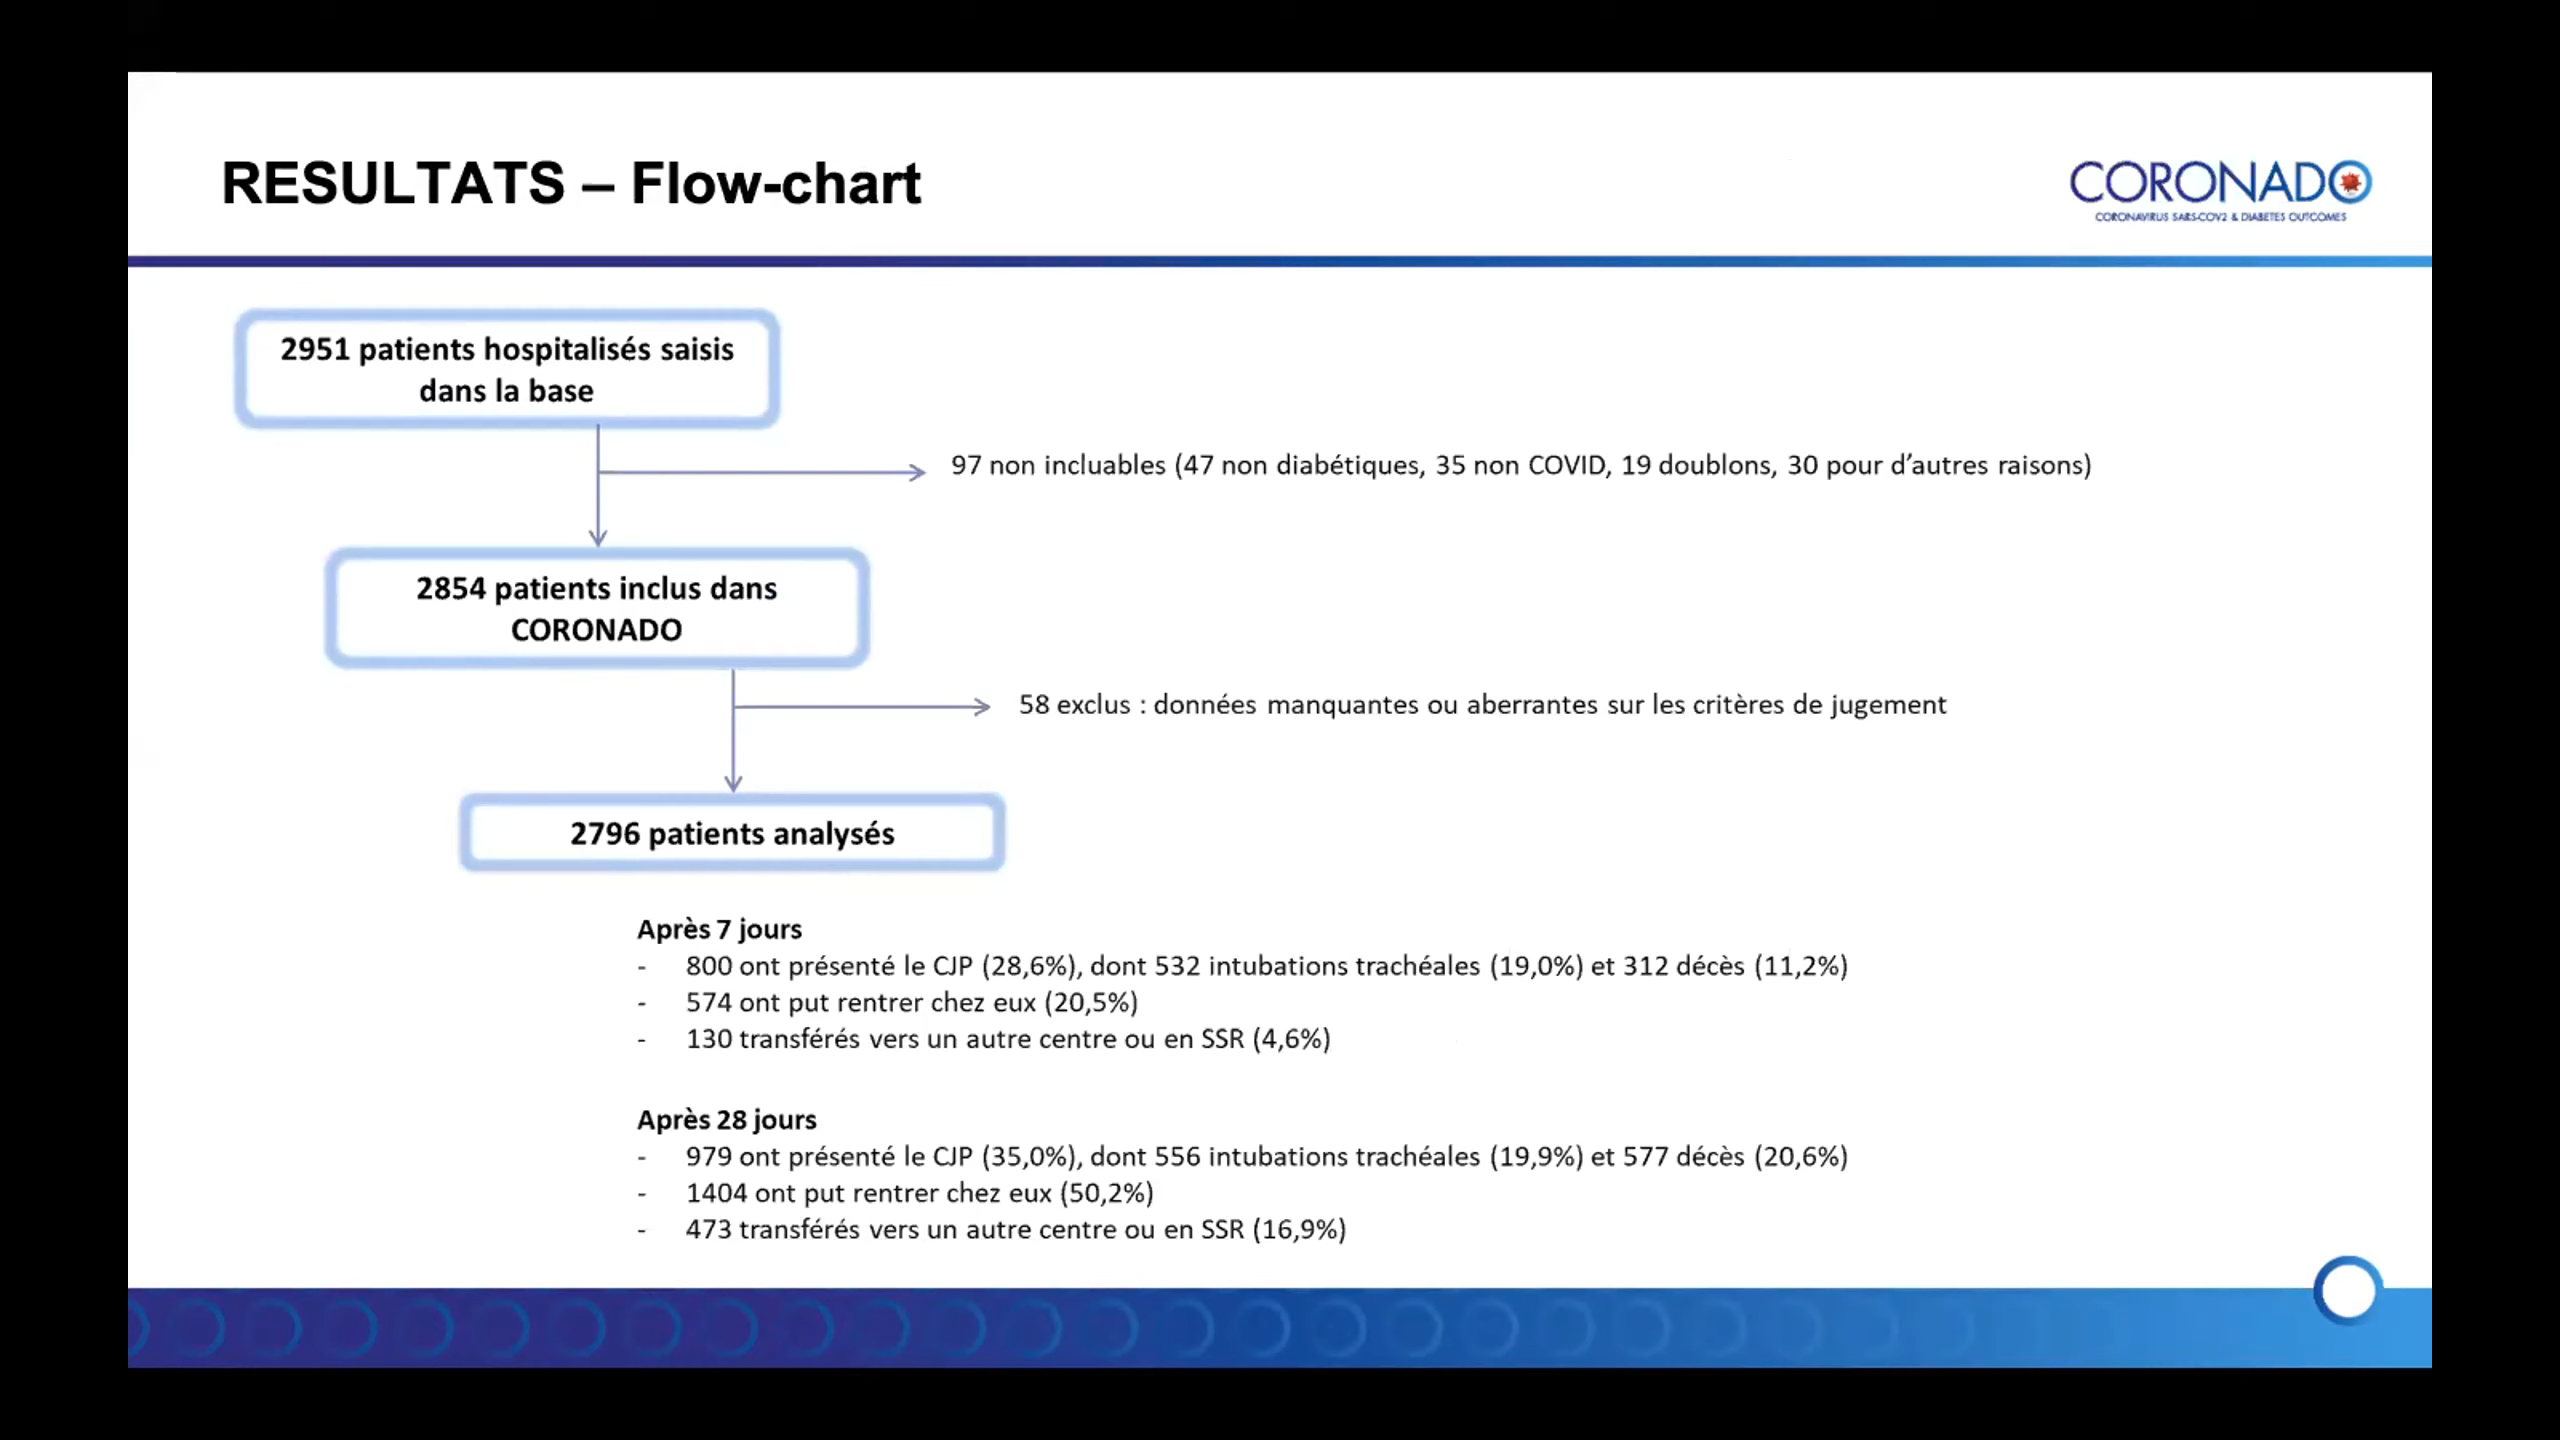 RESULTATS – Flow-chart
CORONADO
CORONAVIRUS SARS-COV2 & DIABETES OUTCOMES
2951 patients hospitalisés saisis
dans la base
97 non incluables (47 non diabétiques, 35 non COVID, 19 doublons, 30 pour d’autres raisons)
2854 patients inclus dans
CORONADO
58 exclus : données manquantes ou aberrantes sur les critères de jugement
2796 patients analysés
Après 7 jours
- 800 ont présenté le CJP (28,6%), dont 532 intubations trachéales (19,0%) et 312 décès (11,2%)
- 574 ont put rentrer chez eux (20,5%)
- 130 transférés vers un autre centre ou en SSR (4,6%)
Après 28 jours
- 979 ont présenté le CJP (35,0%), dont 556 intubations trachéales (19,9%) et 577 décès (20,6%)
- 1404 ont put rentrer chez eux (50,2%)
- 473 transférés vers un autre centre ou en SSR (16,9%)